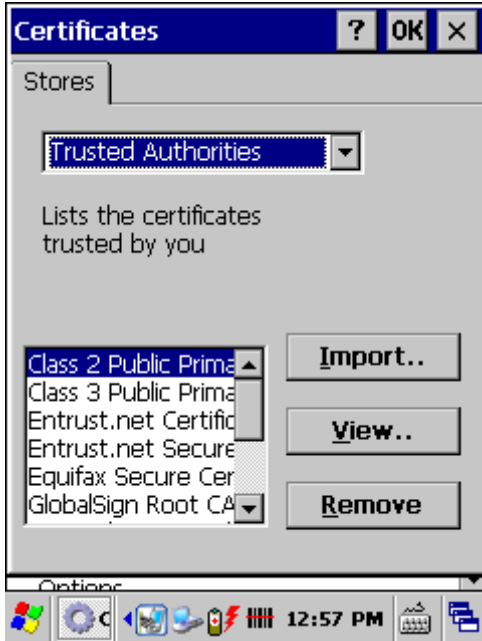 Certificates ? OK ×
Stores
Trusted Authorities
Lists the certificates
trusted by you
Class 2 Public Prima
Class 3 Public Prima
Entrust.net Certific
Entrust.net Secure
Equifax Secure Cer
GlobalSign Root CA
Import..
View..
Remove
Options
C
12:57 PM